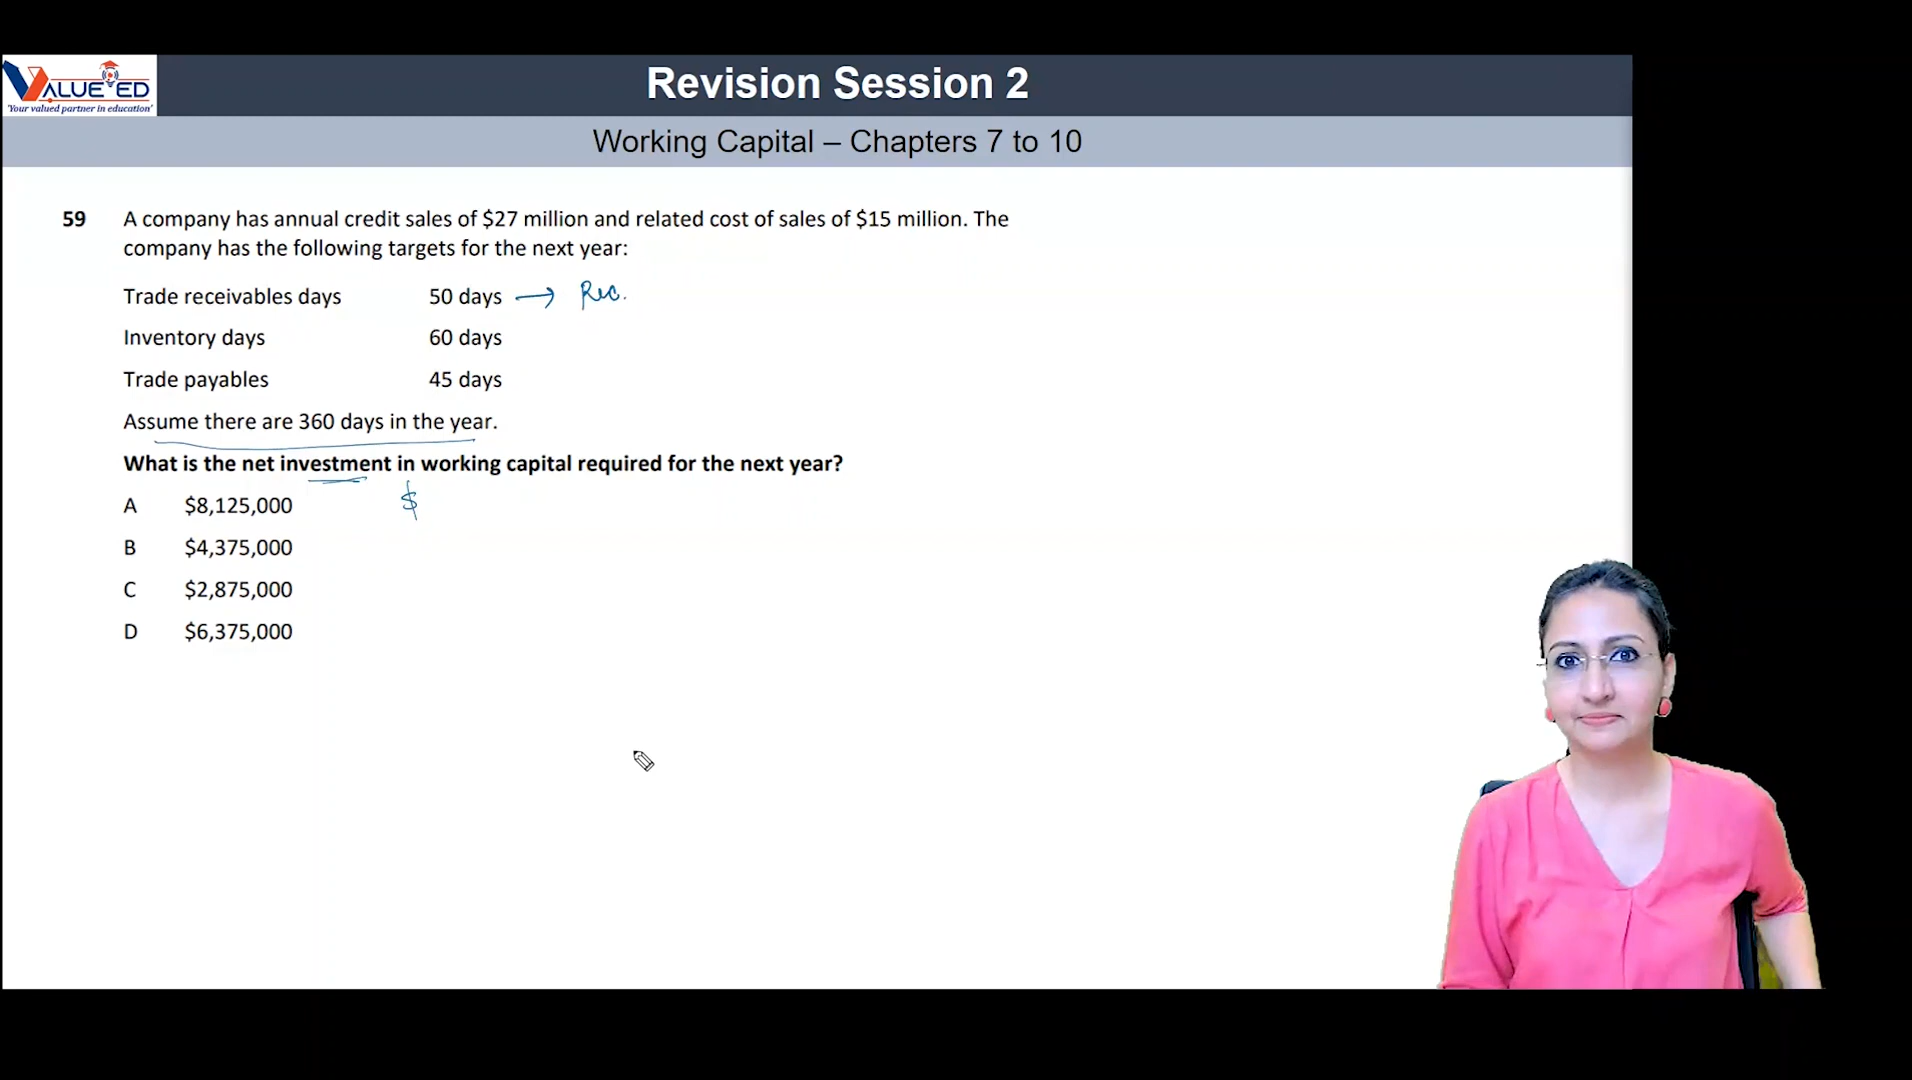 VALUE-ED
'Your valued partner in education'
Revision Session 2
Working Capital – Chapters 7 to 10
59 A company has annual credit sales of $27 million and related cost of sales of $15 million. The
company has the following targets for the next year:
Trade receivables days 50 days → Rec.
Inventory days 60 days
Trade payables 45 days
Assume there are 360 days in the year.
What is the net investment in working capital required for the next year?
$
A $8,125,000
B $4,375,000
C $2,875,000
D $6,375,000